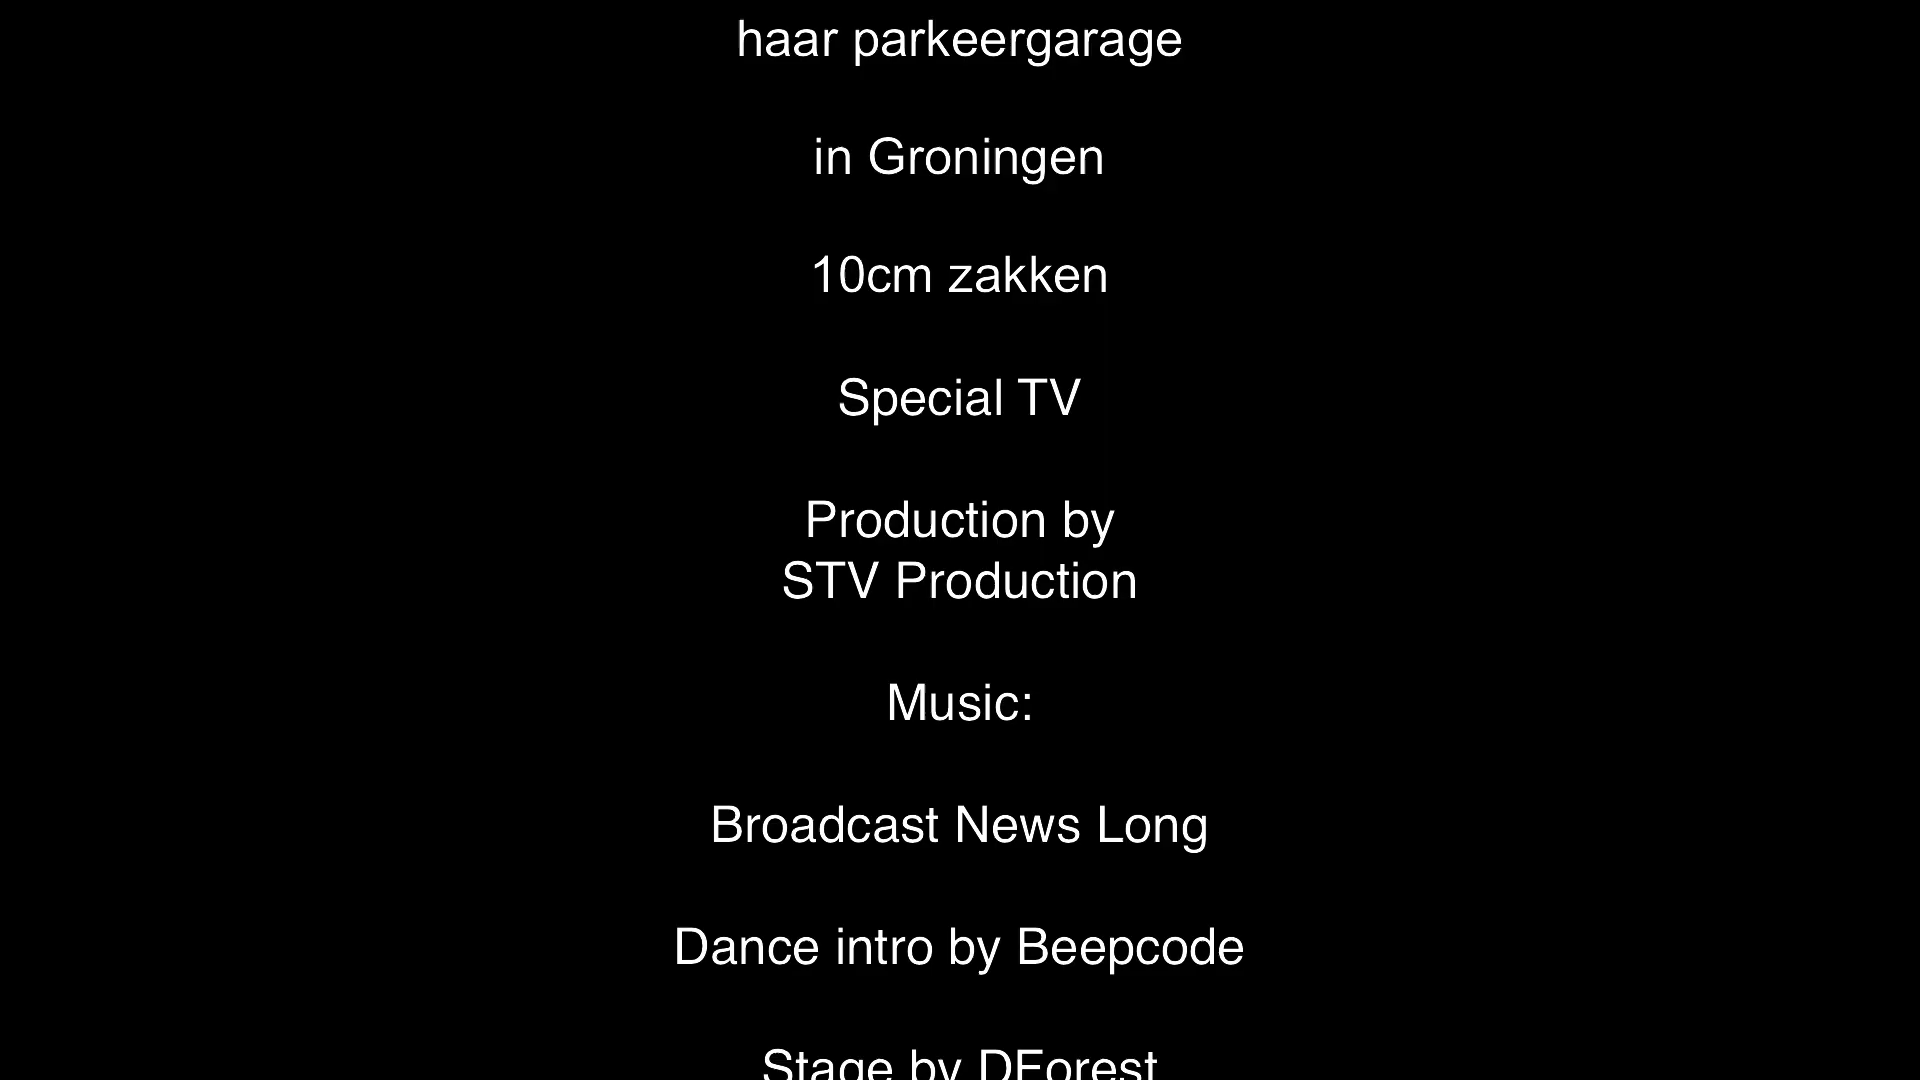 haar parkeergarage
in Groningen
10cm zakken
Special TV
Production by
STV Production
Music:
Broadcast News Long
Dance intro by Beepcode
Stage by DForest